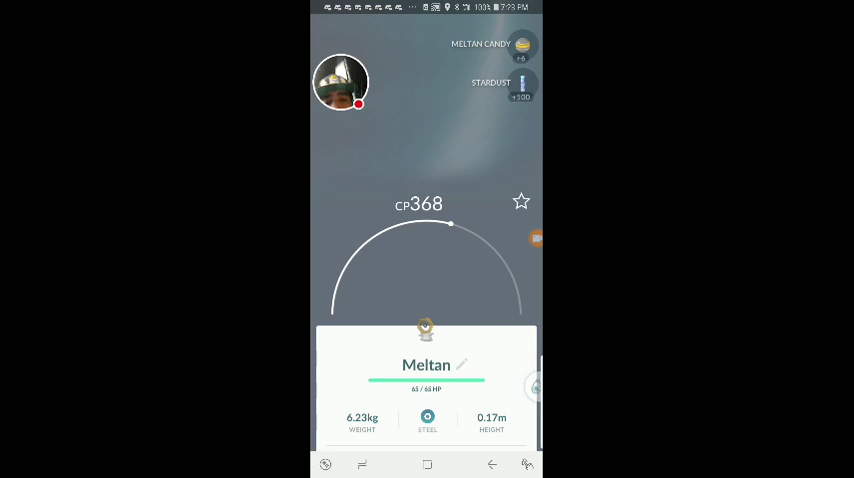 100% 7:23 PM
MELTAN CANDY
+6
STARDUST
+100
CP368
Meltan
65 / 65 HP
6.23kg
WEIGHT
STEEL
0.17m
HEIGHT